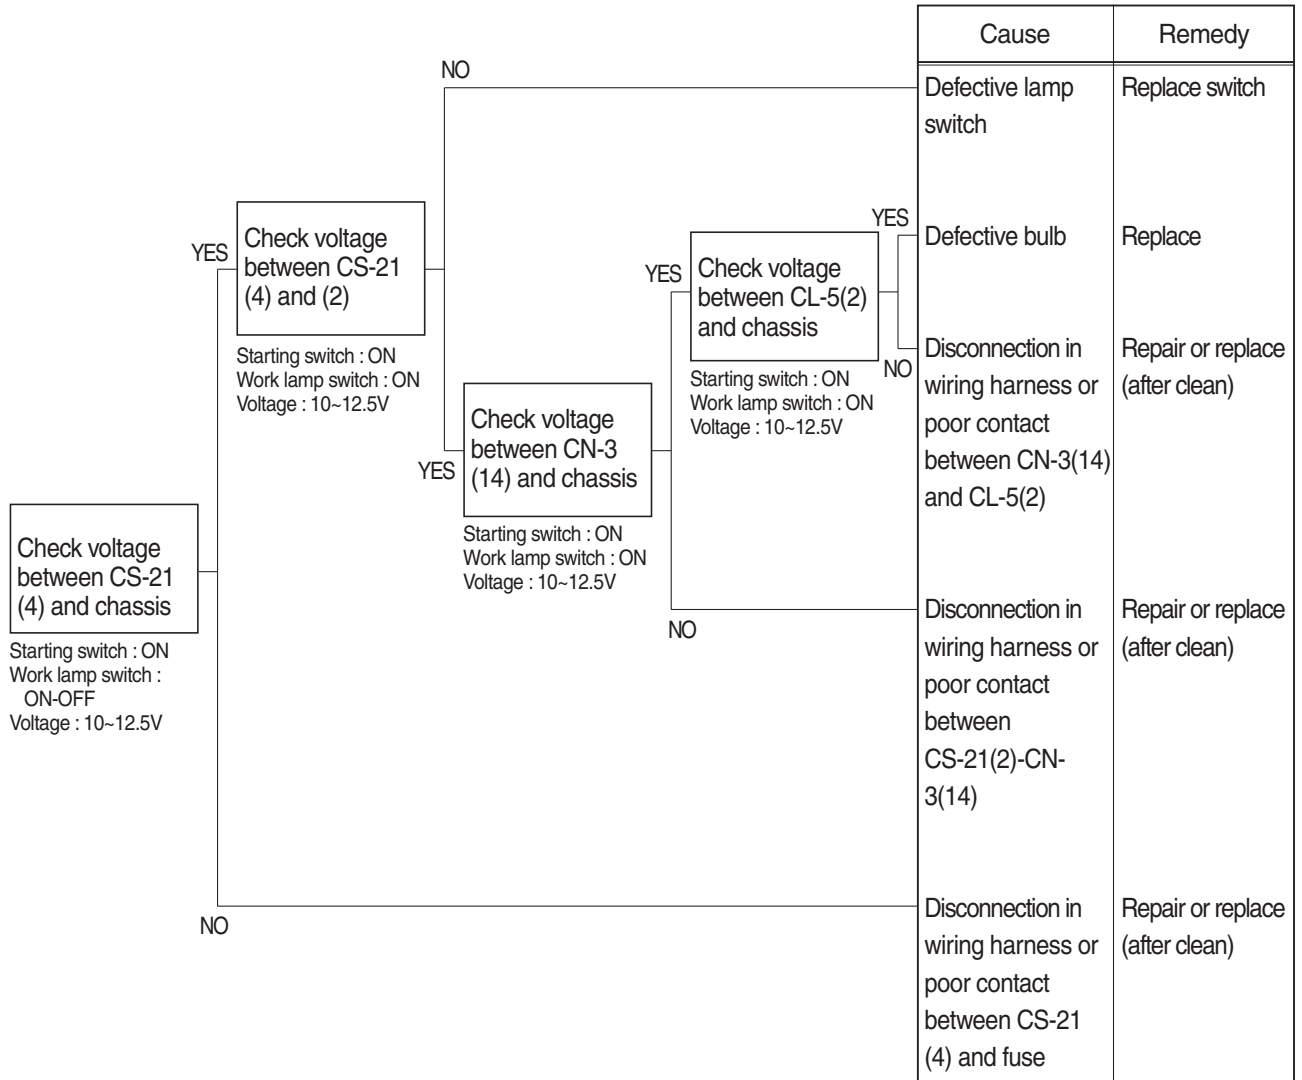 Cause
Remedy
NO
Defective lamp
switch
Replace switch
YES
Check voltage
between CS-21
(4) and (2)
Starting switch : ON
Work lamp switch : ON
Voltage : 10~12.5V
YES
Check voltage
between CL-5(2)
and chassis
Starting switch : ON
Work lamp switch : ON
Voltage : 10~12.5V
YES
Defective bulb
Replace
NO
Disconnection in
wiring harness or
poor contact
between CN-3(14)
and CL-5(2)
Repair or replace
(after clean)
YES
Check voltage
between CN-3
(14) and chassis
Starting switch : ON
Work lamp switch : ON
Voltage : 10~12.5V
Check voltage
between CS-21
(4) and chassis
Starting switch : ON
Work lamp switch :
ON-OFF
Voltage : 10~12.5V
NO
Disconnection in
wiring harness or
poor contact
between
CS-21(2)-CN-
3(14)
Repair or replace
(after clean)
NO
Disconnection in
wiring harness or
poor contact
between CS-21
(4) and fuse
Repair or replace
(after clean)